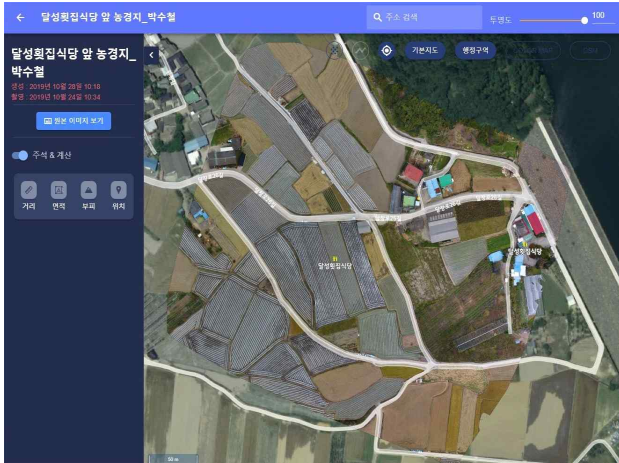 달성횟집식당 앞 농경지_박수철
주소 검색
투명도
100
달성횟집식당 앞 농경지_
박수철
생성 : 2019년 10월 28일 10:18
촬영 : 2019년 10월 24일 10:34
원본 이미지 보기
주석 & 계산
거리
면적
부피
위치
기본지도
행정구역
달성횟집식당
달성횟집식당
50 m